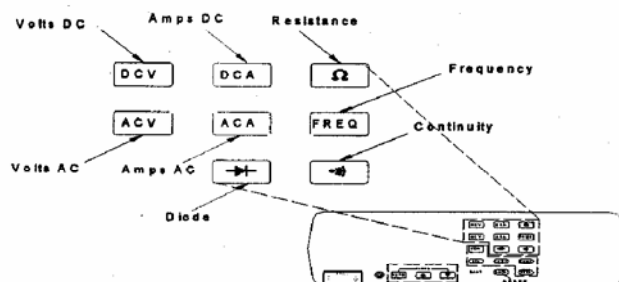 Volts DC Amps DC Resistance
DCV DCA Ω
Frequency
ACV ACA FREQ
Continuity
Volts AC Amps AC
Diode